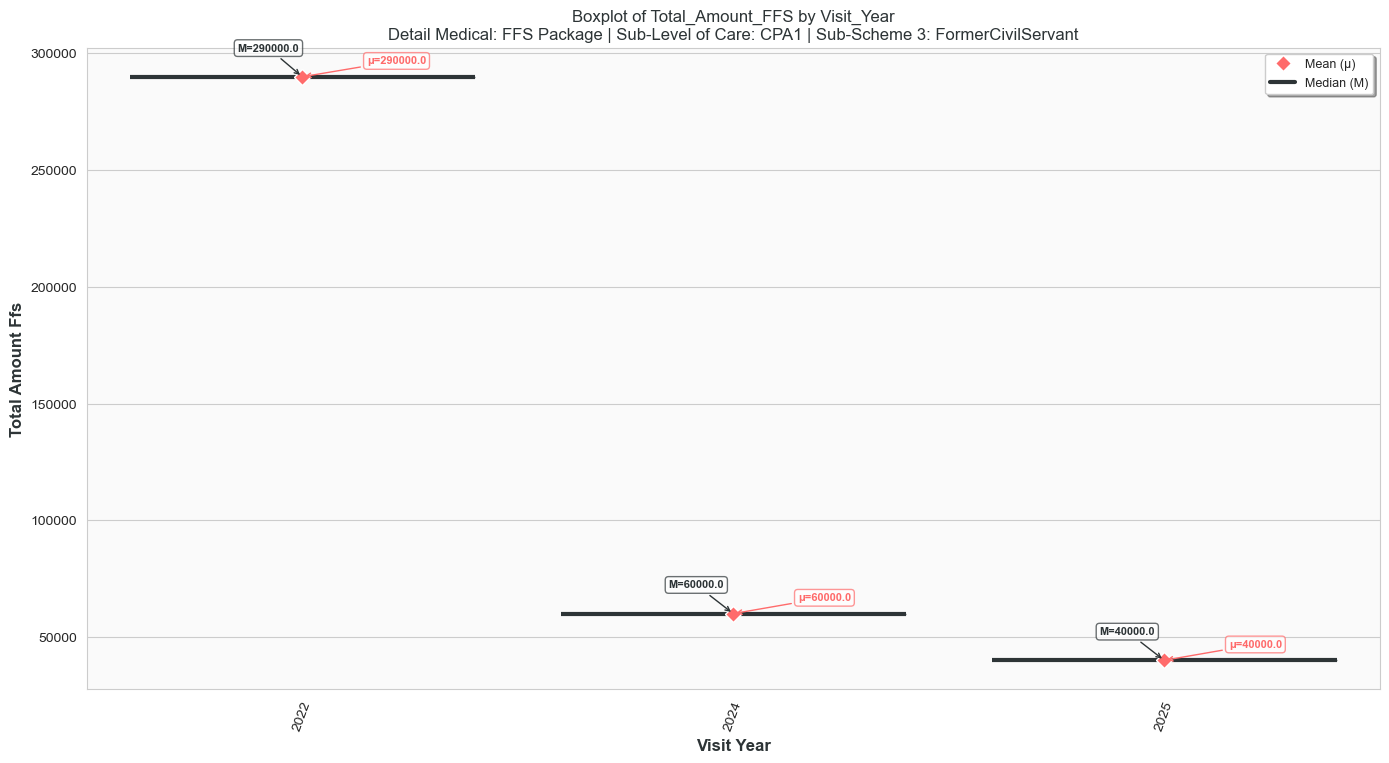 Boxplot of Total_Amount_FFS by Visit_Year
Detail Medical: FFS Package | Sub-Level of Care: CPA1 | Sub-Scheme 3: FormerCivilServant
Mean (μ)
Median (M)
M=290000.0
μ=290000.0
M=60000.0
μ=60000.0
M=40000.0
μ=40000.0
Total Amount Ffs
300000
250000
200000
150000
100000
50000
2022
2024
2025
Visit Year